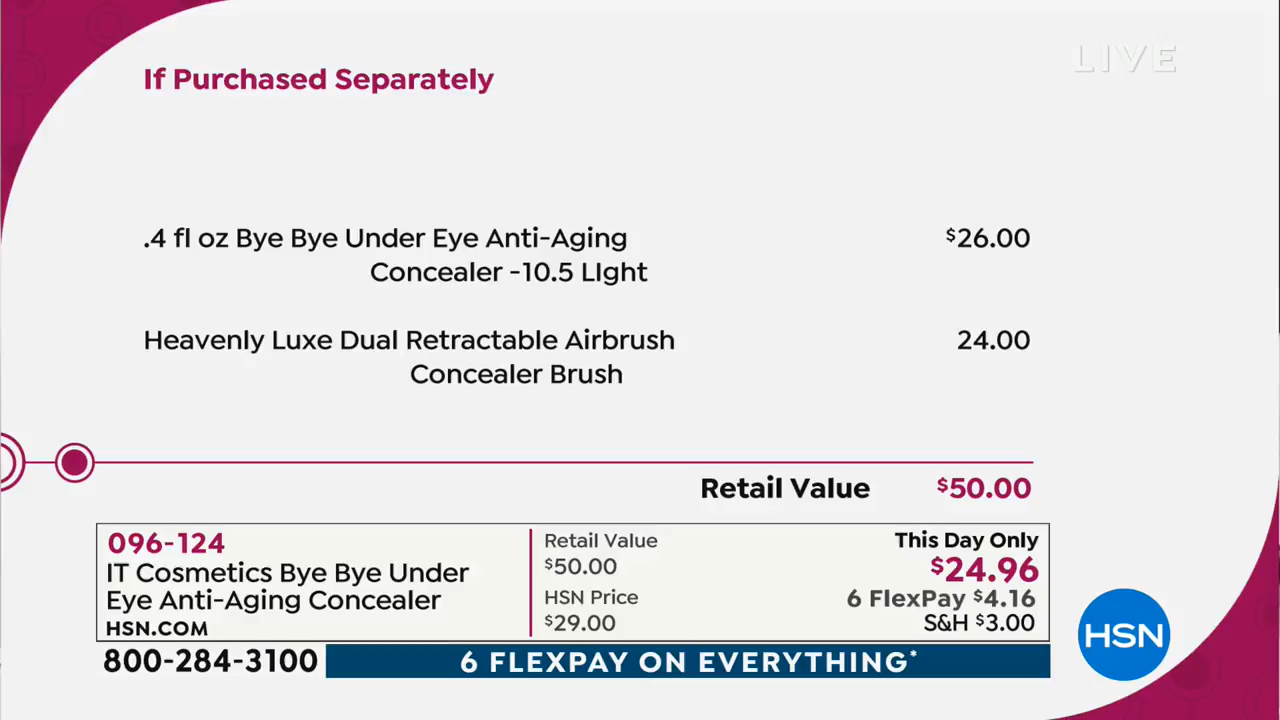 LIVE
If Purchased Separately
.4 fl oz Bye Bye Under Eye Anti-Aging $26.00
Concealer -10.5 LIght
Heavenly Luxe Dual Retractable Airbrush 24.00
Concealer Brush
Retail Value $50.00
096-124
IT Cosmetics Bye Bye Under
Eye Anti-Aging Concealer
HSN.COM
Retail Value
$50.00
HSN Price
$29.00
This Day Only
$24.96
6 FlexPay $4.16
S&H $3.00
HSN
800-284-3100
6 FLEXPAY ON EVERYTHING*